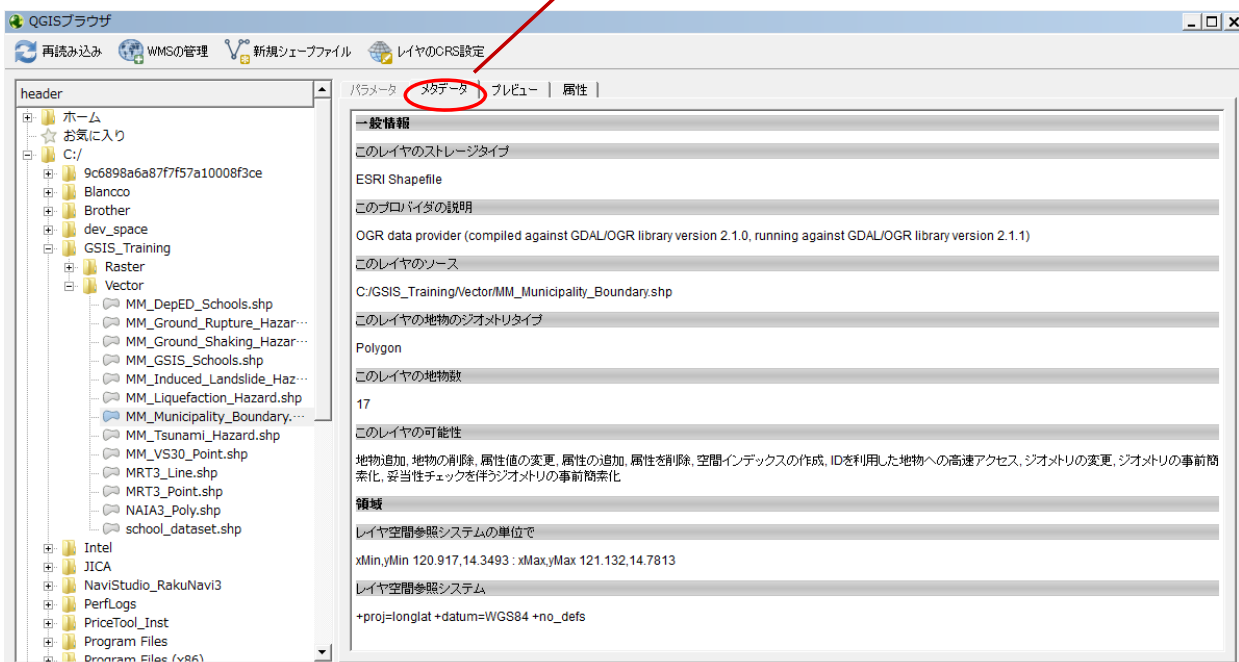 QGISブラウザ
再読み込み WMSの管理 新規シェープファイル レイヤのCRS設定
header
ホーム
お気に入り
C:/
9c6898a6a87f7f57a10008f3ce
Blancco
Brother
dev_space
GSIS_Training
Raster
Vector
MM_DepED_Schools.shp
MM_Ground_Rupture_Hazar…
MM_Ground_Shaking_Hazar…
MM_GSIS_Schools.shp
MM_Induced_Landslide_Haz…
MM_Liquefaction_Hazard.shp
MM_Municipality_Boundary.…
MM_Tsunami_Hazard.shp
MM_VS30_Point.shp
MRT3_Line.shp
MRT3_Point.shp
NAIA3_Poly.shp
school_dataset.shp
Intel
JICA
NaviStudio_RakuNavi3
PerfLogs
PriceTool_Inst
Program Files
Program Files (x86)
パラメータ メタデータ プレビュー 属性
一般情報
このレイヤのストレージタイプ
ESRI Shapefile
このプロバイダの説明
OGR data provider (compiled against GDAL/OGR library version 2.1.0, running against GDAL/OGR library version 2.1.1)
このレイヤのソース
C:/GSIS_Training/Vector/MM_Municipality_Boundary.shp
このレイヤの地物のジオメトリタイプ
Polygon
このレイヤの地物数
17
このレイヤの可能性
地物追加, 地物の削除, 属性値の変更, 属性の追加, 属性を削除, 空間インデックスの作成, IDを利用した地物への高速アクセス, ジオメトリの変更, ジオメトリの事前簡
素化, 妥当性チェックを伴うジオメトリの事前簡素化
領域
レイヤ空間参照システムの単位で
xMin,yMin 120.917,14.3493 : xMax,yMax 121.132,14.7813
レイヤ空間参照システム
+proj=longlat +datum=WGS84 +no_defs